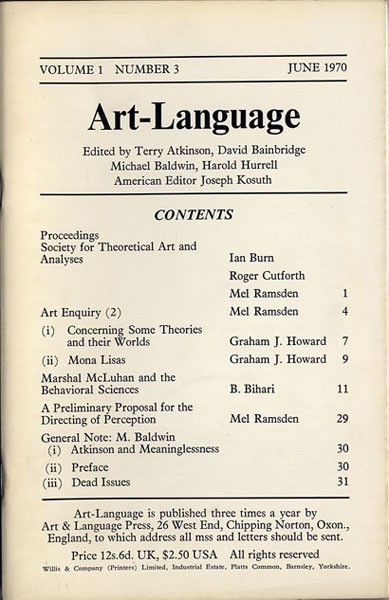 VOLUME 1 NUMBER 3 JUNE 1970
Art-Language
Edited by Terry Atkinson, David Bainbridge
Michael Baldwin, Harold Hurrell
American Editor Joseph Kosuth
CONTENTS
Proceedings
Society for Theoretical Art and
Analyses Ian Burn
Roger Cutforth
Mel Ramsden 1
Art Enquiry (2) Mel Ramsden 4
(i) Concerning Some Theories
and their Worlds Graham J. Howard 7
(ii) Mona Lisas Graham J. Howard 9
Marshal McLuhan and the
Behavioral Sciences B. Bihari 11
A Preliminary Proposal for the
Directing of Perception Mel Ramsden 29
General Note: M. Baldwin
(i) Atkinson and Meaninglessness 30
(ii) Preface 30
(iii) Dead Issues 31
Art-Language is published three times a year by
Art & Language Press, 26 West End, Chipping Norton, Oxon.,
England, to which address all mss and letters should be sent.
Price 12s.6d. UK, $2.50 USA All rights reserved
Willis & Company (Printers) Limited, Industrial Estate, Platts Common, Barnsley, Yorkshire.